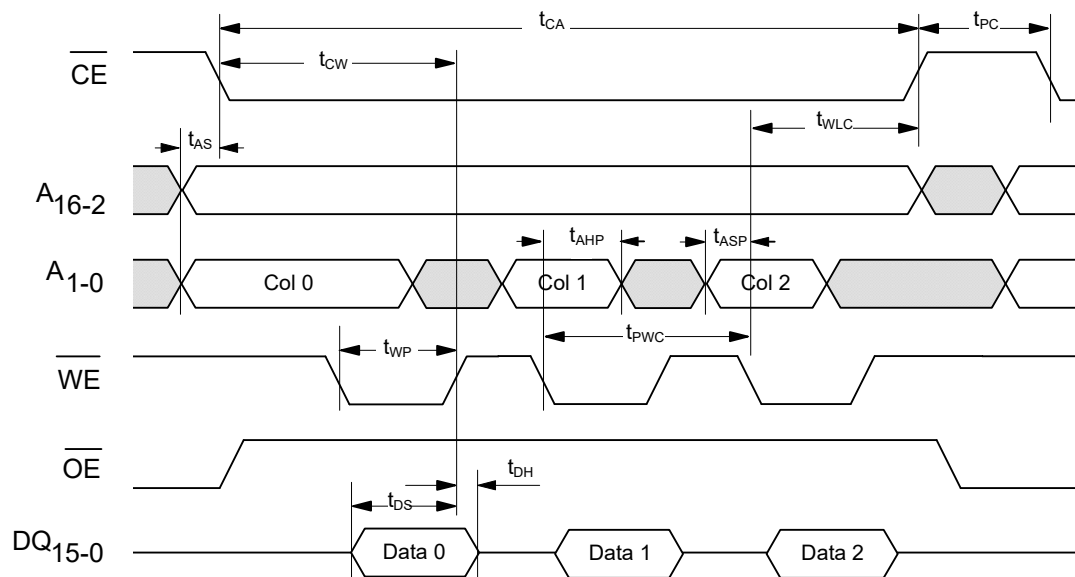 tCA
tPC
CE
tCW
tWLC
tAS
A16-2
tAHP
tASP
A1-0
Col 0
Col 1
Col 2
tPWC
tWP
WE
OE
tDH
tDS
DQ15-0
Data 0
Data 1
Data 2